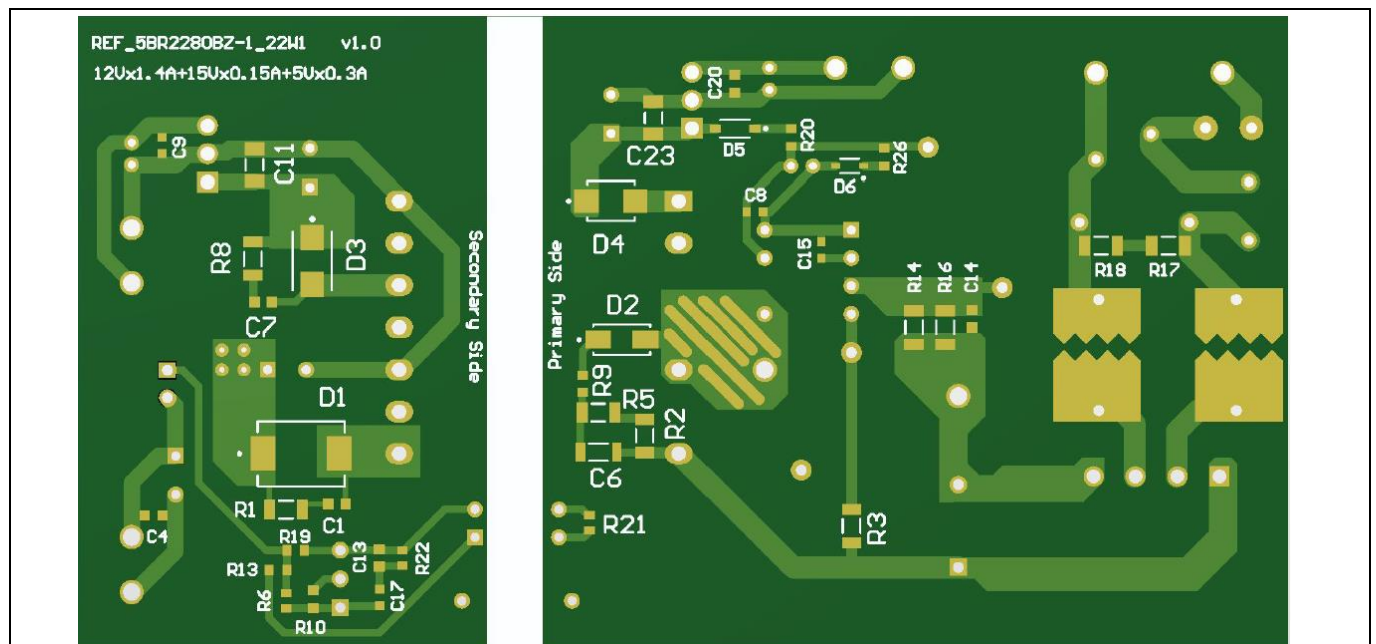 REF_5BR2280BZ-1_22W1 v1.0
12Vx1.4A+15Vx0.15A+5Vx0.3A
C9
C11
R8
D3
C7
D1
R1
C1
C4
R19
C13
R22
R13
R6
C17
R10
Secondary Side
Primary Side
C20
C23
D5
R20
R26
D6
C8
D4
C15
R14
R16
C14
R18
R17
D2
R9
R5
R2
C6
R21
R3